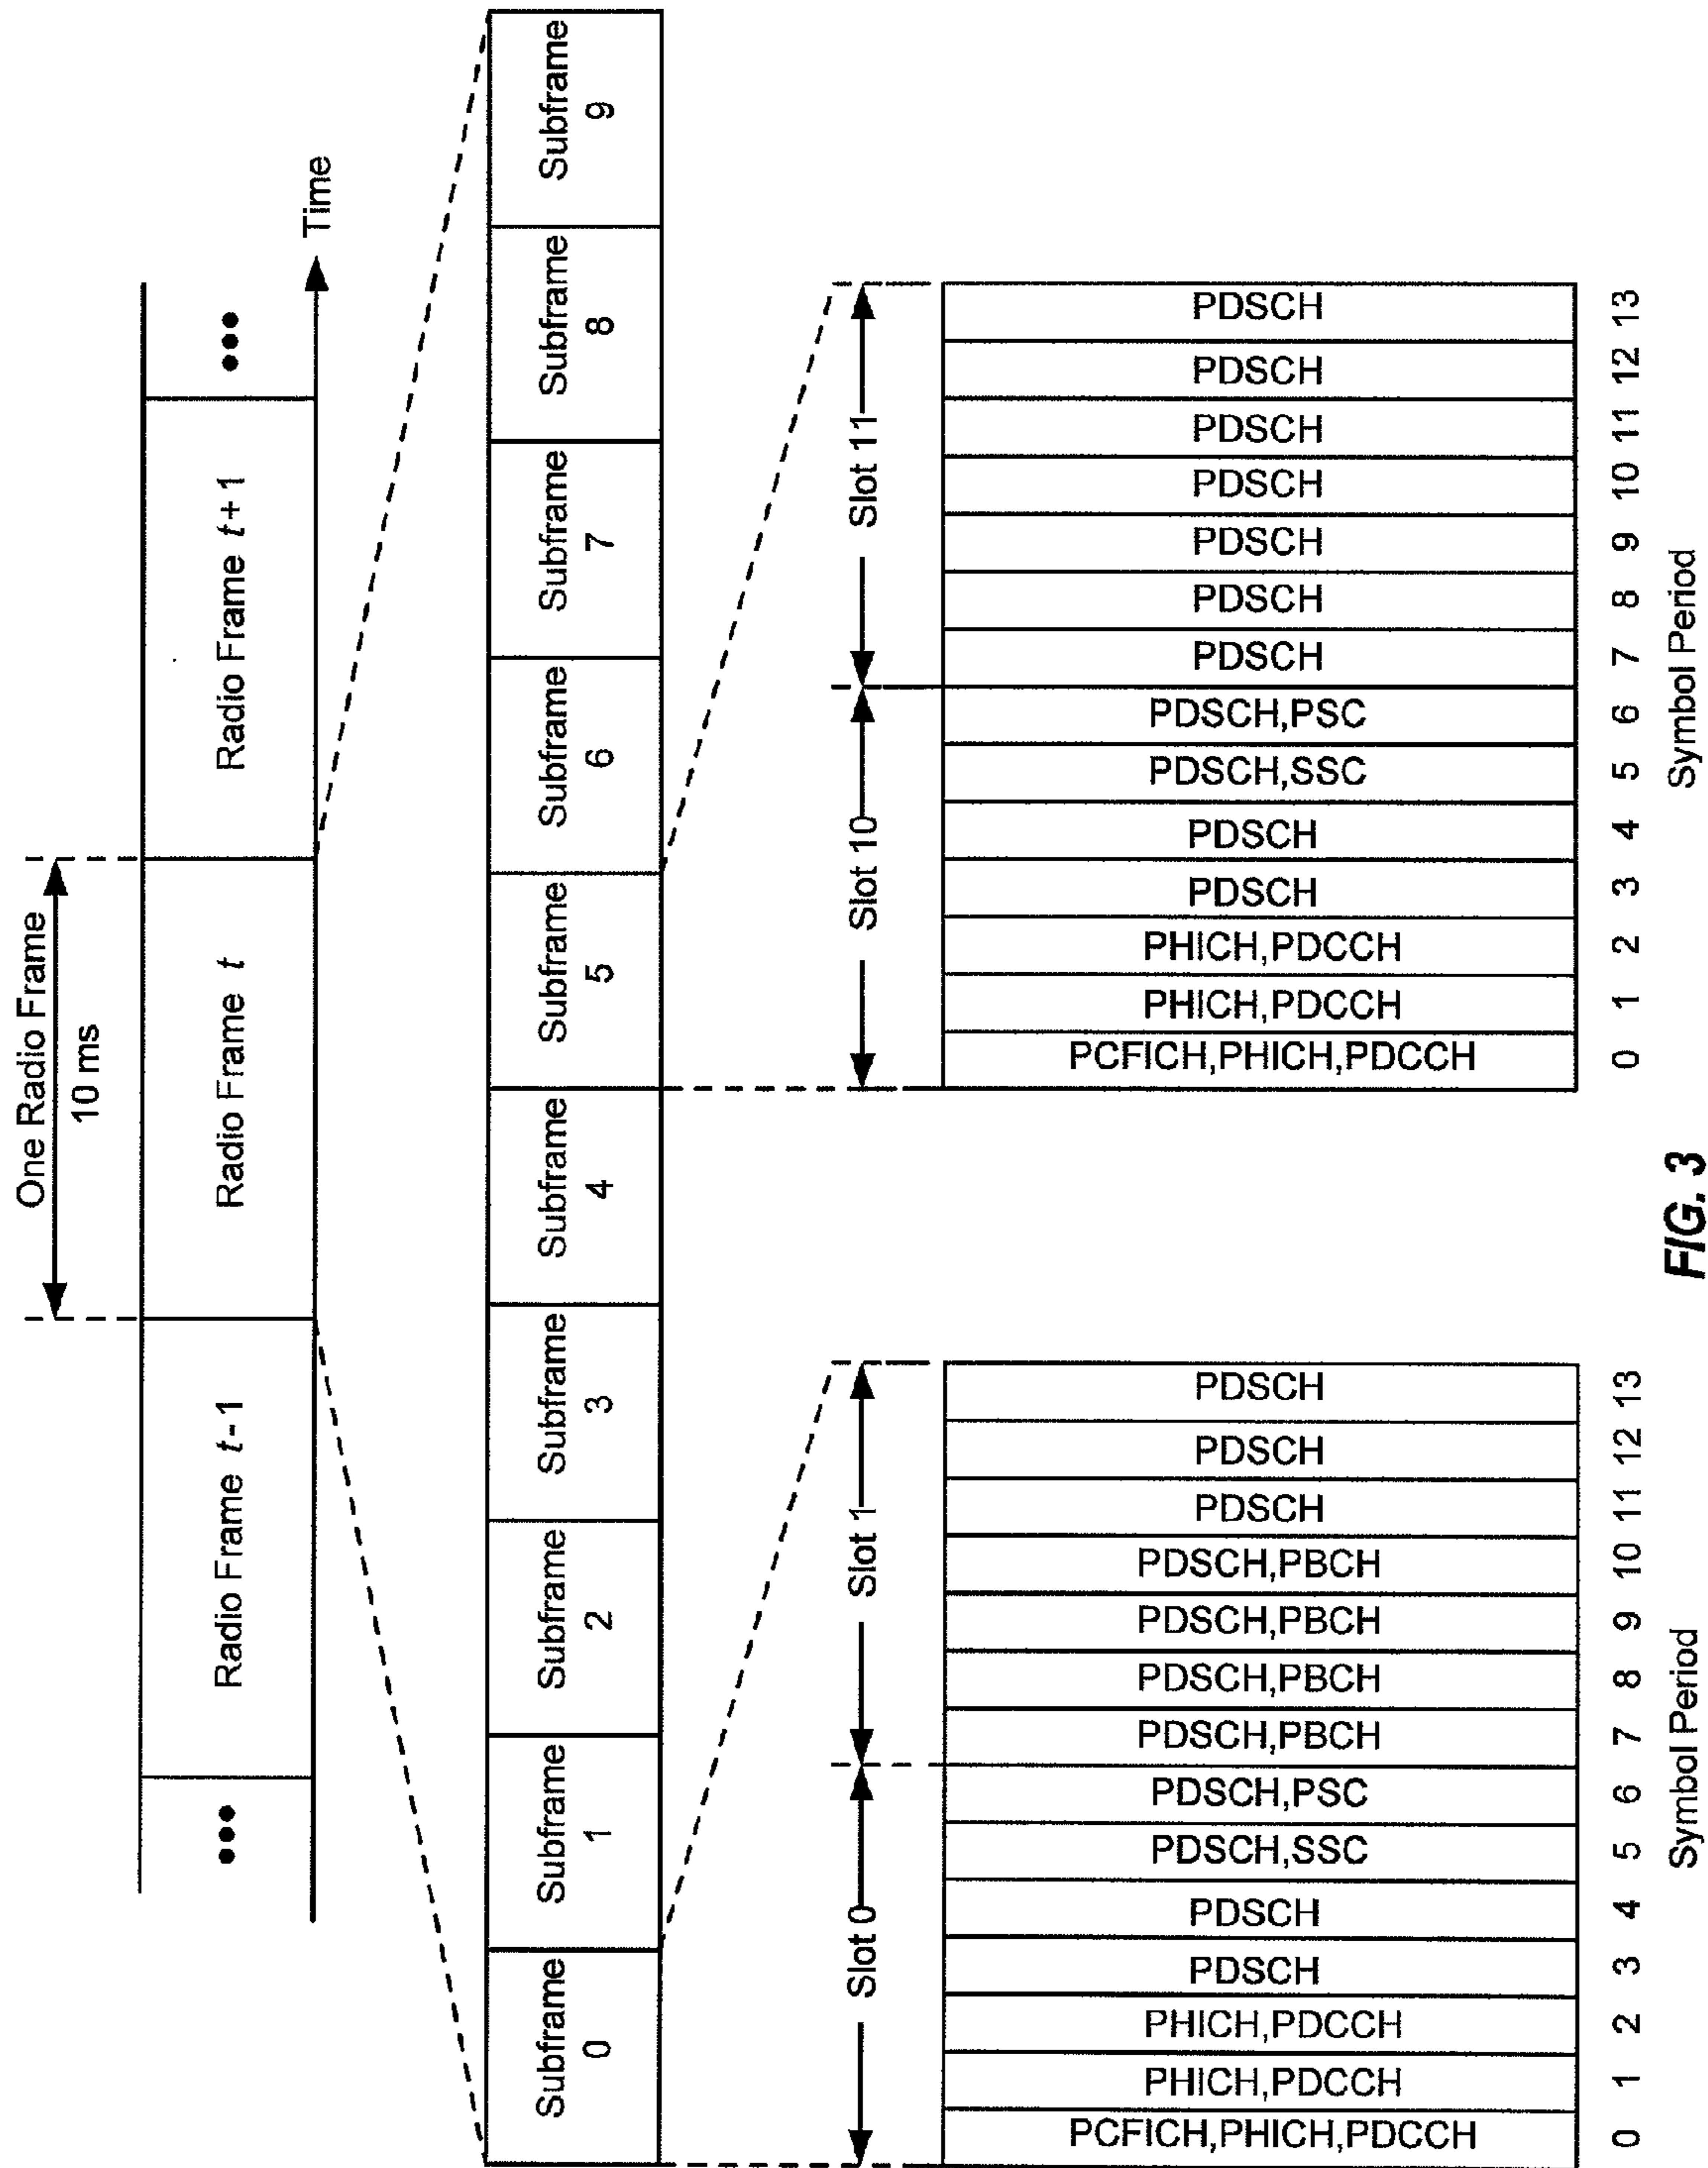 One Radio Frame
10 ms
•••
Radio Frame t-1
Radio Frame t
Radio Frame t+1
•••
Time
Subframe
0
Subframe
1
Subframe
2
Subframe
3
Subframe
4
Subframe
5
Subframe
6
Subframe
7
Subframe
8
Subframe
9
Slot 0
Slot 1
PCFICH,PHICH,PDCCH
PHICH,PDCCH
PHICH,PDCCH
PDSCH
PDSCH
PDSCH,SSC
PDSCH,PSC
PDSCH,PBCH
PDSCH,PBCH
PDSCH,PBCH
PDSCH,PBCH
PDSCH
PDSCH
PDSCH
0 1 2 3 4 5 6 7 8 9 10 11 12 13
Symbol Period
Slot 10
Slot 11
PCFICH,PHICH,PDCCH
PHICH,PDCCH
PHICH,PDCCH
PDSCH
PDSCH
PDSCH,SSC
PDSCH,PSC
PDSCH
PDSCH
PDSCH
PDSCH
PDSCH
PDSCH
PDSCH
0 1 2 3 4 5 6 7 8 9 10 11 12 13
Symbol Period
FIG. 3